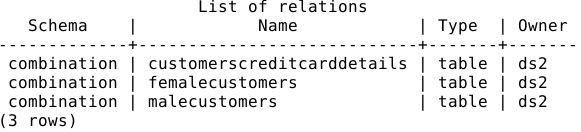 List of relations
Schema | Name | Type | Owner
-------------+----------------------------+-------+-------
combination | customerscreditcarddetails | table | ds2
combination | femalecustomers | table | ds2
combination | malecustomers | table | ds2
(3 rows)